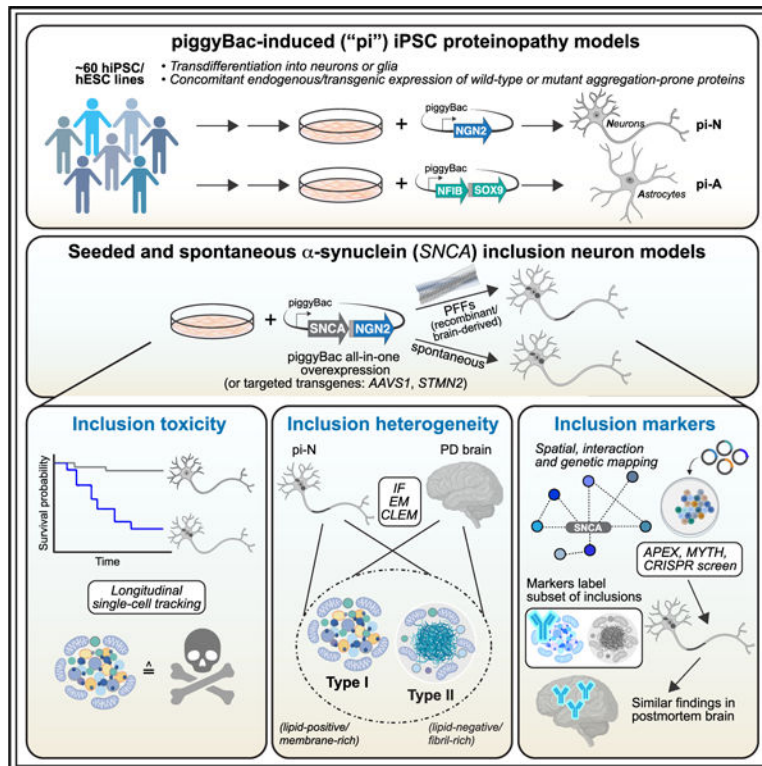 piggyBac-induced (“pi”) iPSC proteinopathy models
~60 hiPSC/
hESC lines
• Transdifferentiation into neurons or glia
• Concomitant endogenous/transgenic expression of wild-type or mutant aggregation-prone proteins
piggyBac
NGN2
Neurons
pi-N
piggyBac
NFIB
SOX9
Astrocytes
pi-A
Seeded and spontaneous α-synuclein (SNCA) inclusion neuron models
piggyBac
SNCA
NGN2
PFFs
(recombinant/
brain-derived)
spontaneous
piggyBac all-in-one
overexpression
(or targeted transgenes: AAVS1, STMN2)
Inclusion toxicity
Survival probability
Time
Longitudinal
single-cell tracking
≙
Inclusion heterogeneity
pi-N
PD brain
IF
EM
CLEM
Type I
Type II
(lipid-positive/
membrane-rich)
(lipid-negative/
fibril-rich)
Inclusion markers
Spatial, interaction
and genetic mapping
SNCA
APEX, MYTH,
CRISPR screen
Markers label
subset of inclusions
Similar findings in
postmortem brain